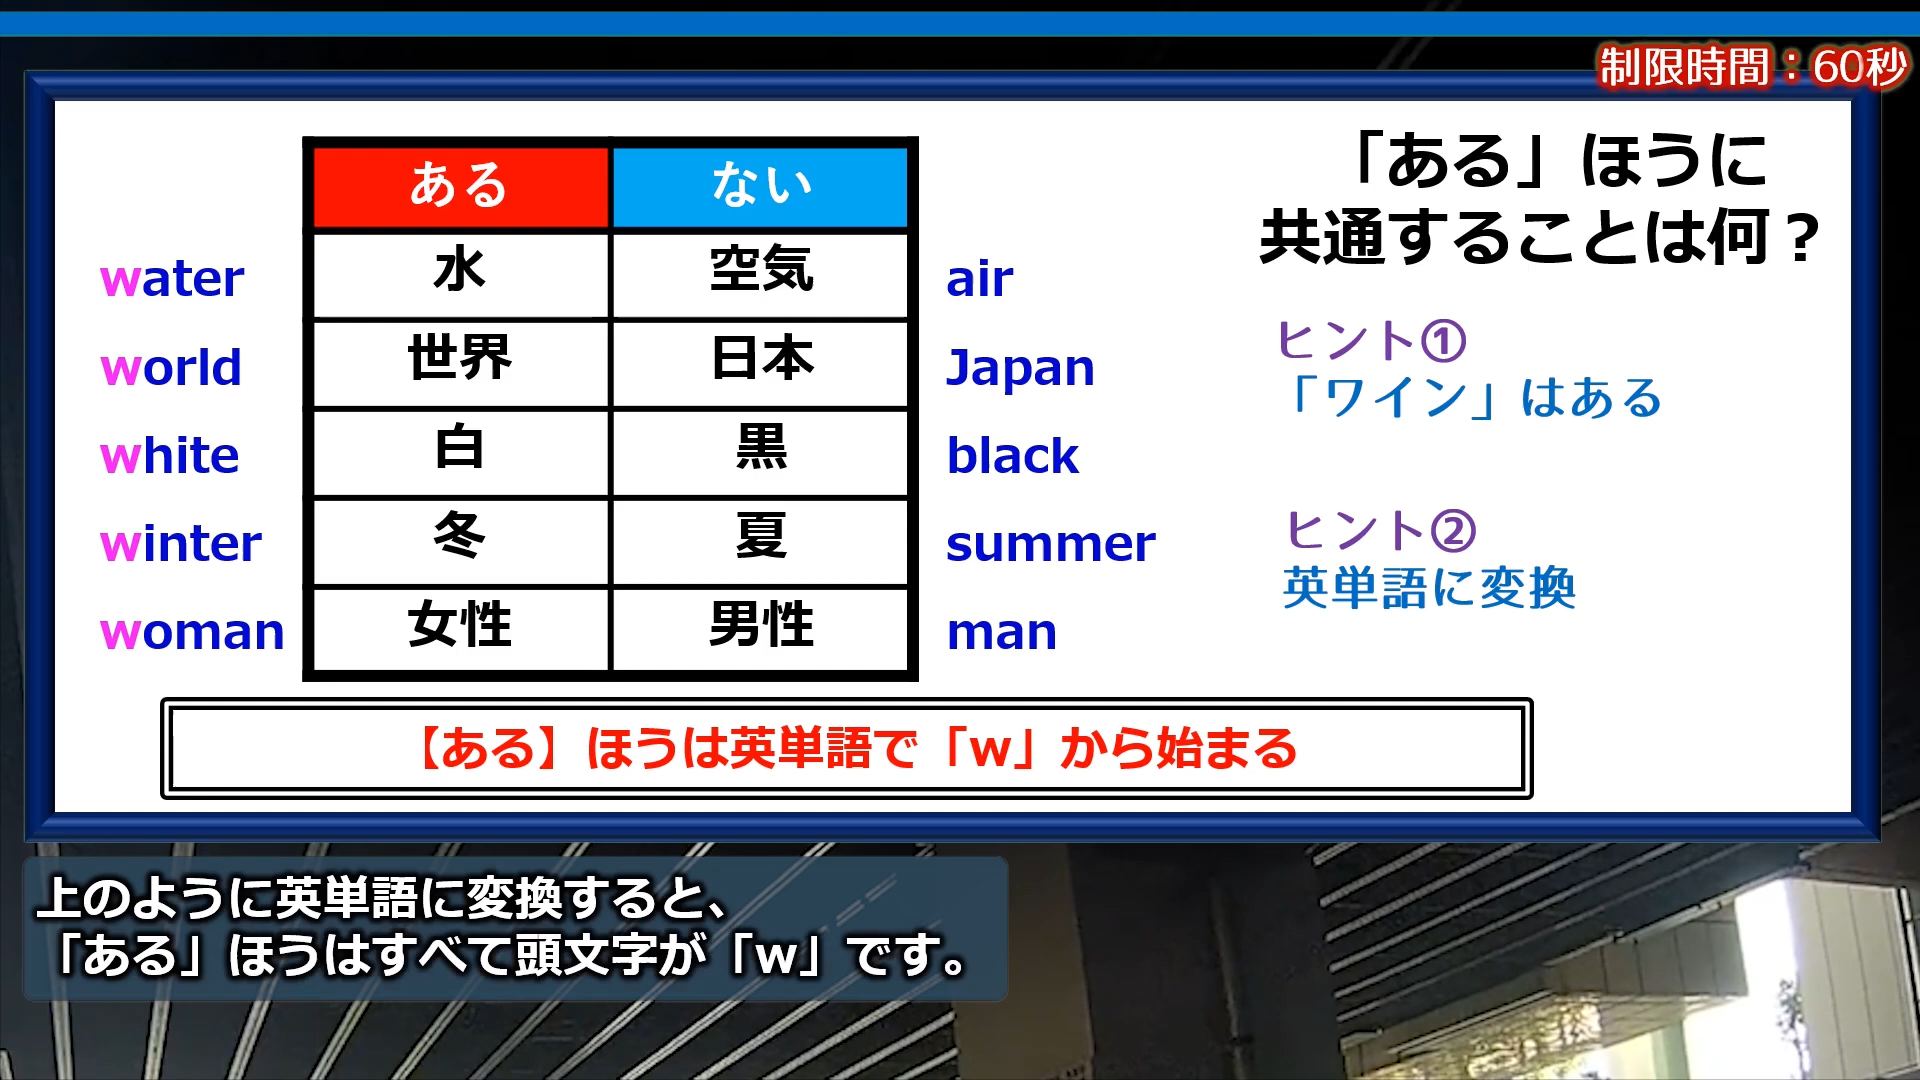 制限時間：60秒
「ある」ほうに
共通することは何？
ある ない
water 水 空気 air
world 世界 日本 Japan
white 白 黒 black
winter 冬 夏 summer
woman 女性 男性 man
ヒント①
「ワイン」はある
ヒント②
英単語に変換
【ある】ほうは英単語で「w」から始まる
上のように英単語に変換すると、
「ある」ほうはすべて頭文字が「w」です。